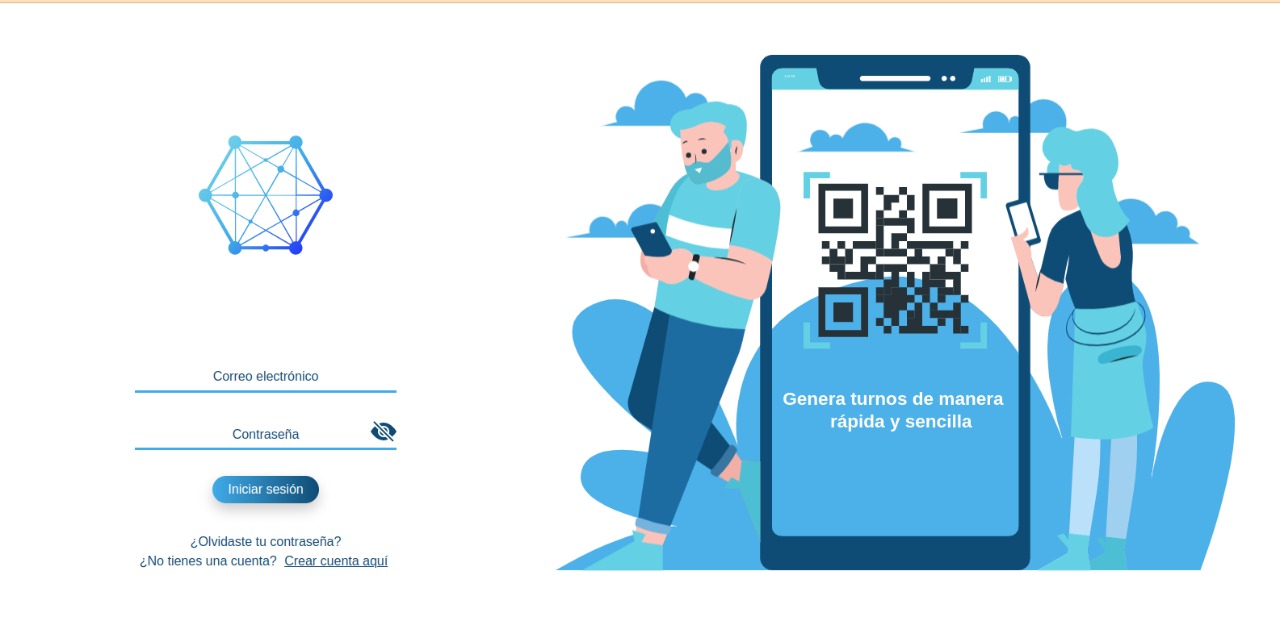 Correo electrónico
Contraseña
Iniciar sesión
¿Olvidaste tu contraseña?
¿No tienes una cuenta? Crear cuenta aquí
Genera turnos de manera
rápida y sencilla